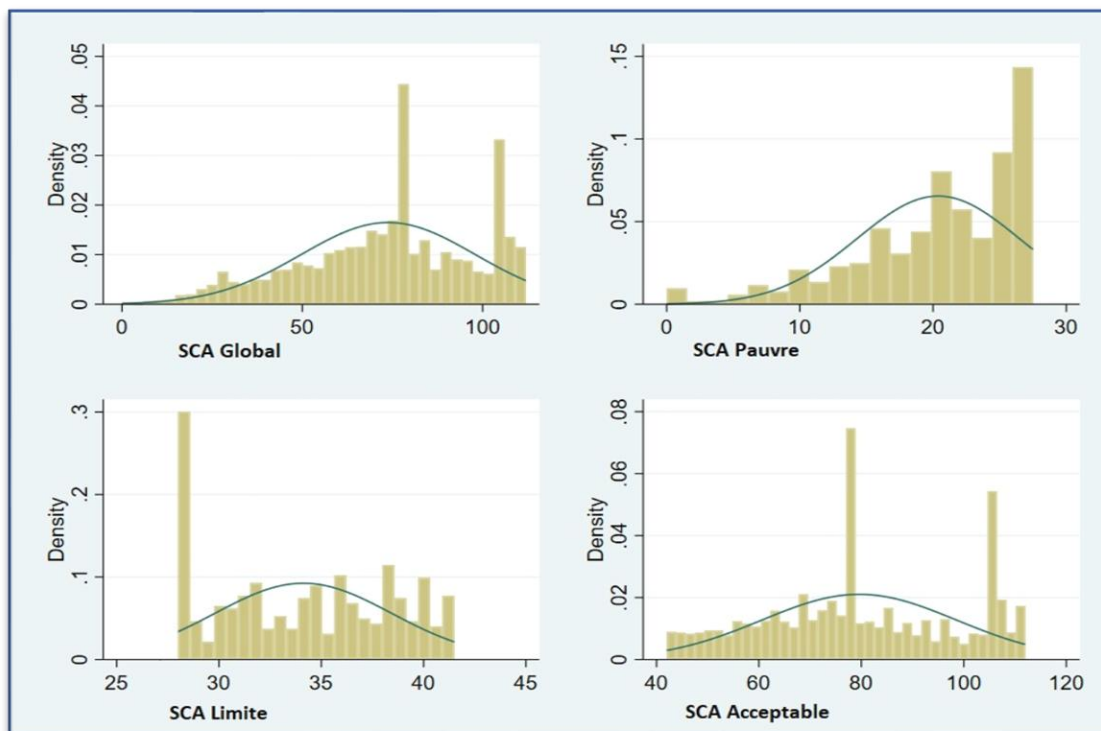 .05
.04
.03
.02
.01
0
Density
0 50 100
SCA Global
.15
.1
.05
0
Density
0 10 20 30
SCA Pauvre
.3
.2
.1
0
Density
25 30 35 40 45
SCA Limite
.08
.06
.04
.02
0
Density
40 60 80 100 120
SCA Acceptable